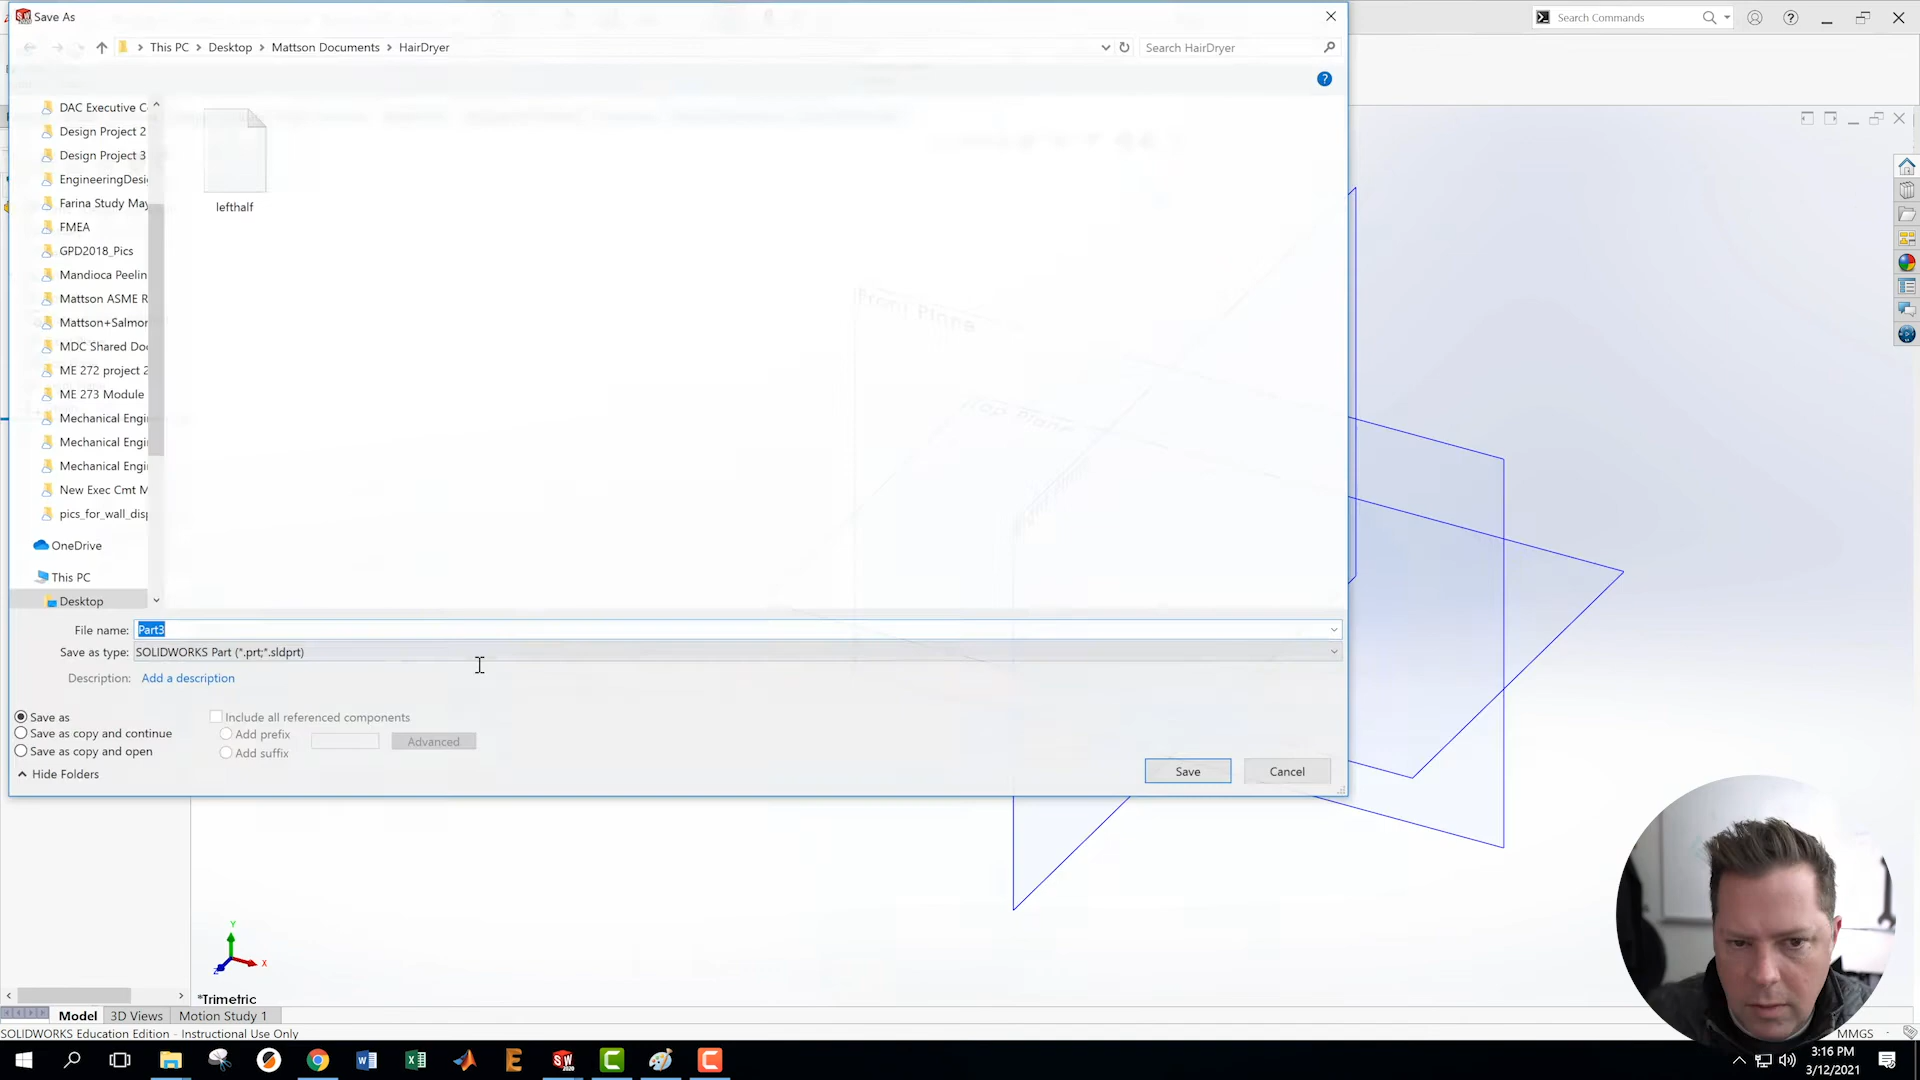 Save As
Search Commands
This PC > Desktop > Mattson Documents > HairDryer
Search HairDryer
DAC Executive C
Design Project 2
Design Project 3
EngineeringDesi
Farina Study May
FMEA
GPD2018_Pics
Mandioca Peelin
Mattson ASME R
Mattson+Salmor
MDC Shared Doc
ME 272 project 2
ME 273 Module
Mechanical Engi
Mechanical Engi
Mechanical Engi
New Exec Cmt M
pics_for_wall_disp
OneDrive
This PC
Desktop
lefthalf
Front Plane
Top Plane
File name: Part3
Save as type: SOLIDWORKS Part (*.prt;*.sldprt)
Description: Add a description
Save as
Save as copy and continue
Save as copy and open
Include all referenced components
Add prefix
Add suffix
Advanced
Hide Folders
Save
Cancel
Y
X
Z
*Trimetric
Model
3D Views
Motion Study 1
SOLIDWORKS Education Edition - Instructional Use Only
MMGS
3:16 PM
3/12/2021